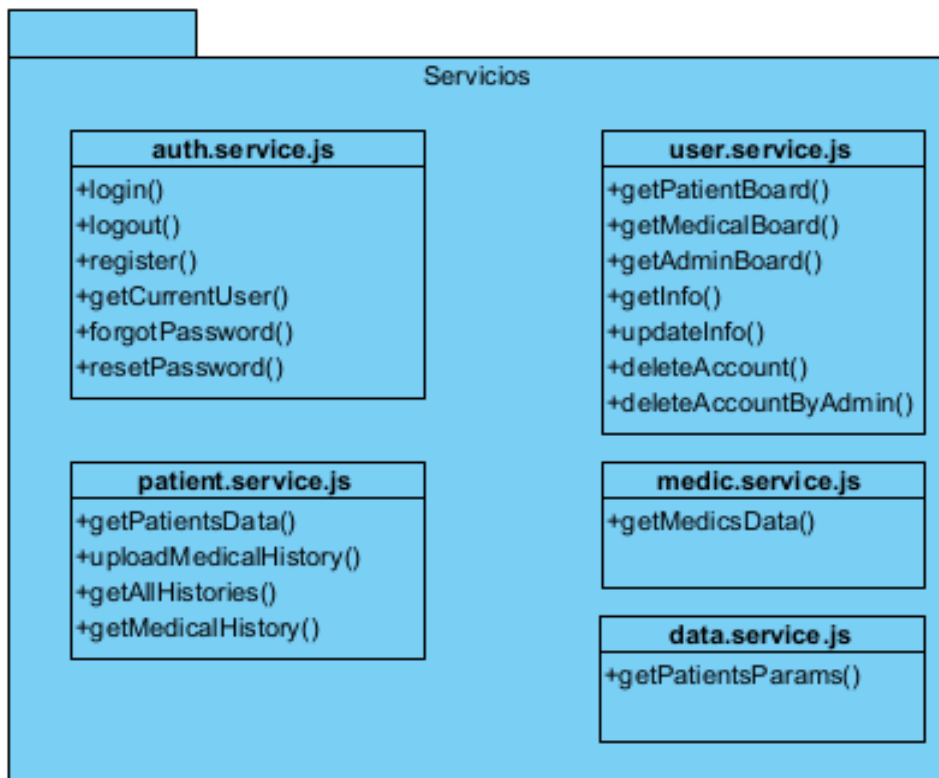 Servicios
auth.service.js
+login()
+logout()
+register()
+getCurrentUser()
+forgotPassword()
+resetPassword()
user.service.js
+getPatientBoard()
+getMedicalBoard()
+getAdminBoard()
+getInfo()
+updateInfo()
+deleteAccount()
+deleteAccountByAdmin()
patient.service.js
+getPatientsData()
+uploadMedicalHistory()
+getAllHistories()
+getMedicalHistory()
medic.service.js
+getMedicsData()
data.service.js
+getPatientsParams()